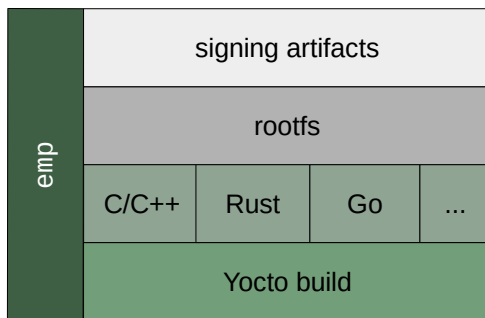 emp
signing artifacts
rootfs
C/C++ Rust Go ...
Yocto build